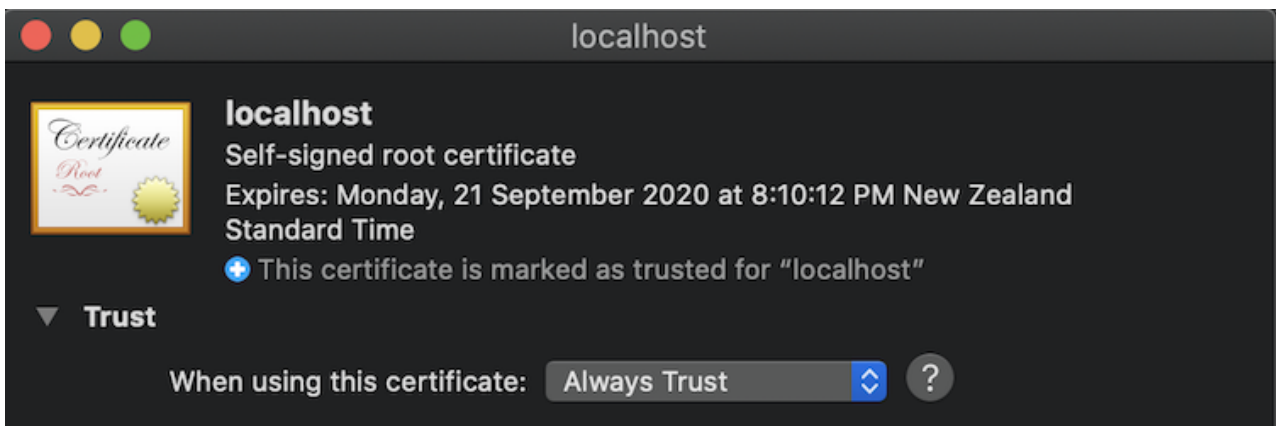 localhost
Certificate
Root
localhost
Self-signed root certificate
Expires: Monday, 21 September 2020 at 8:10:12 PM New Zealand
Standard Time
This certificate is marked as trusted for “localhost”
Trust
When using this certificate: Always Trust ?